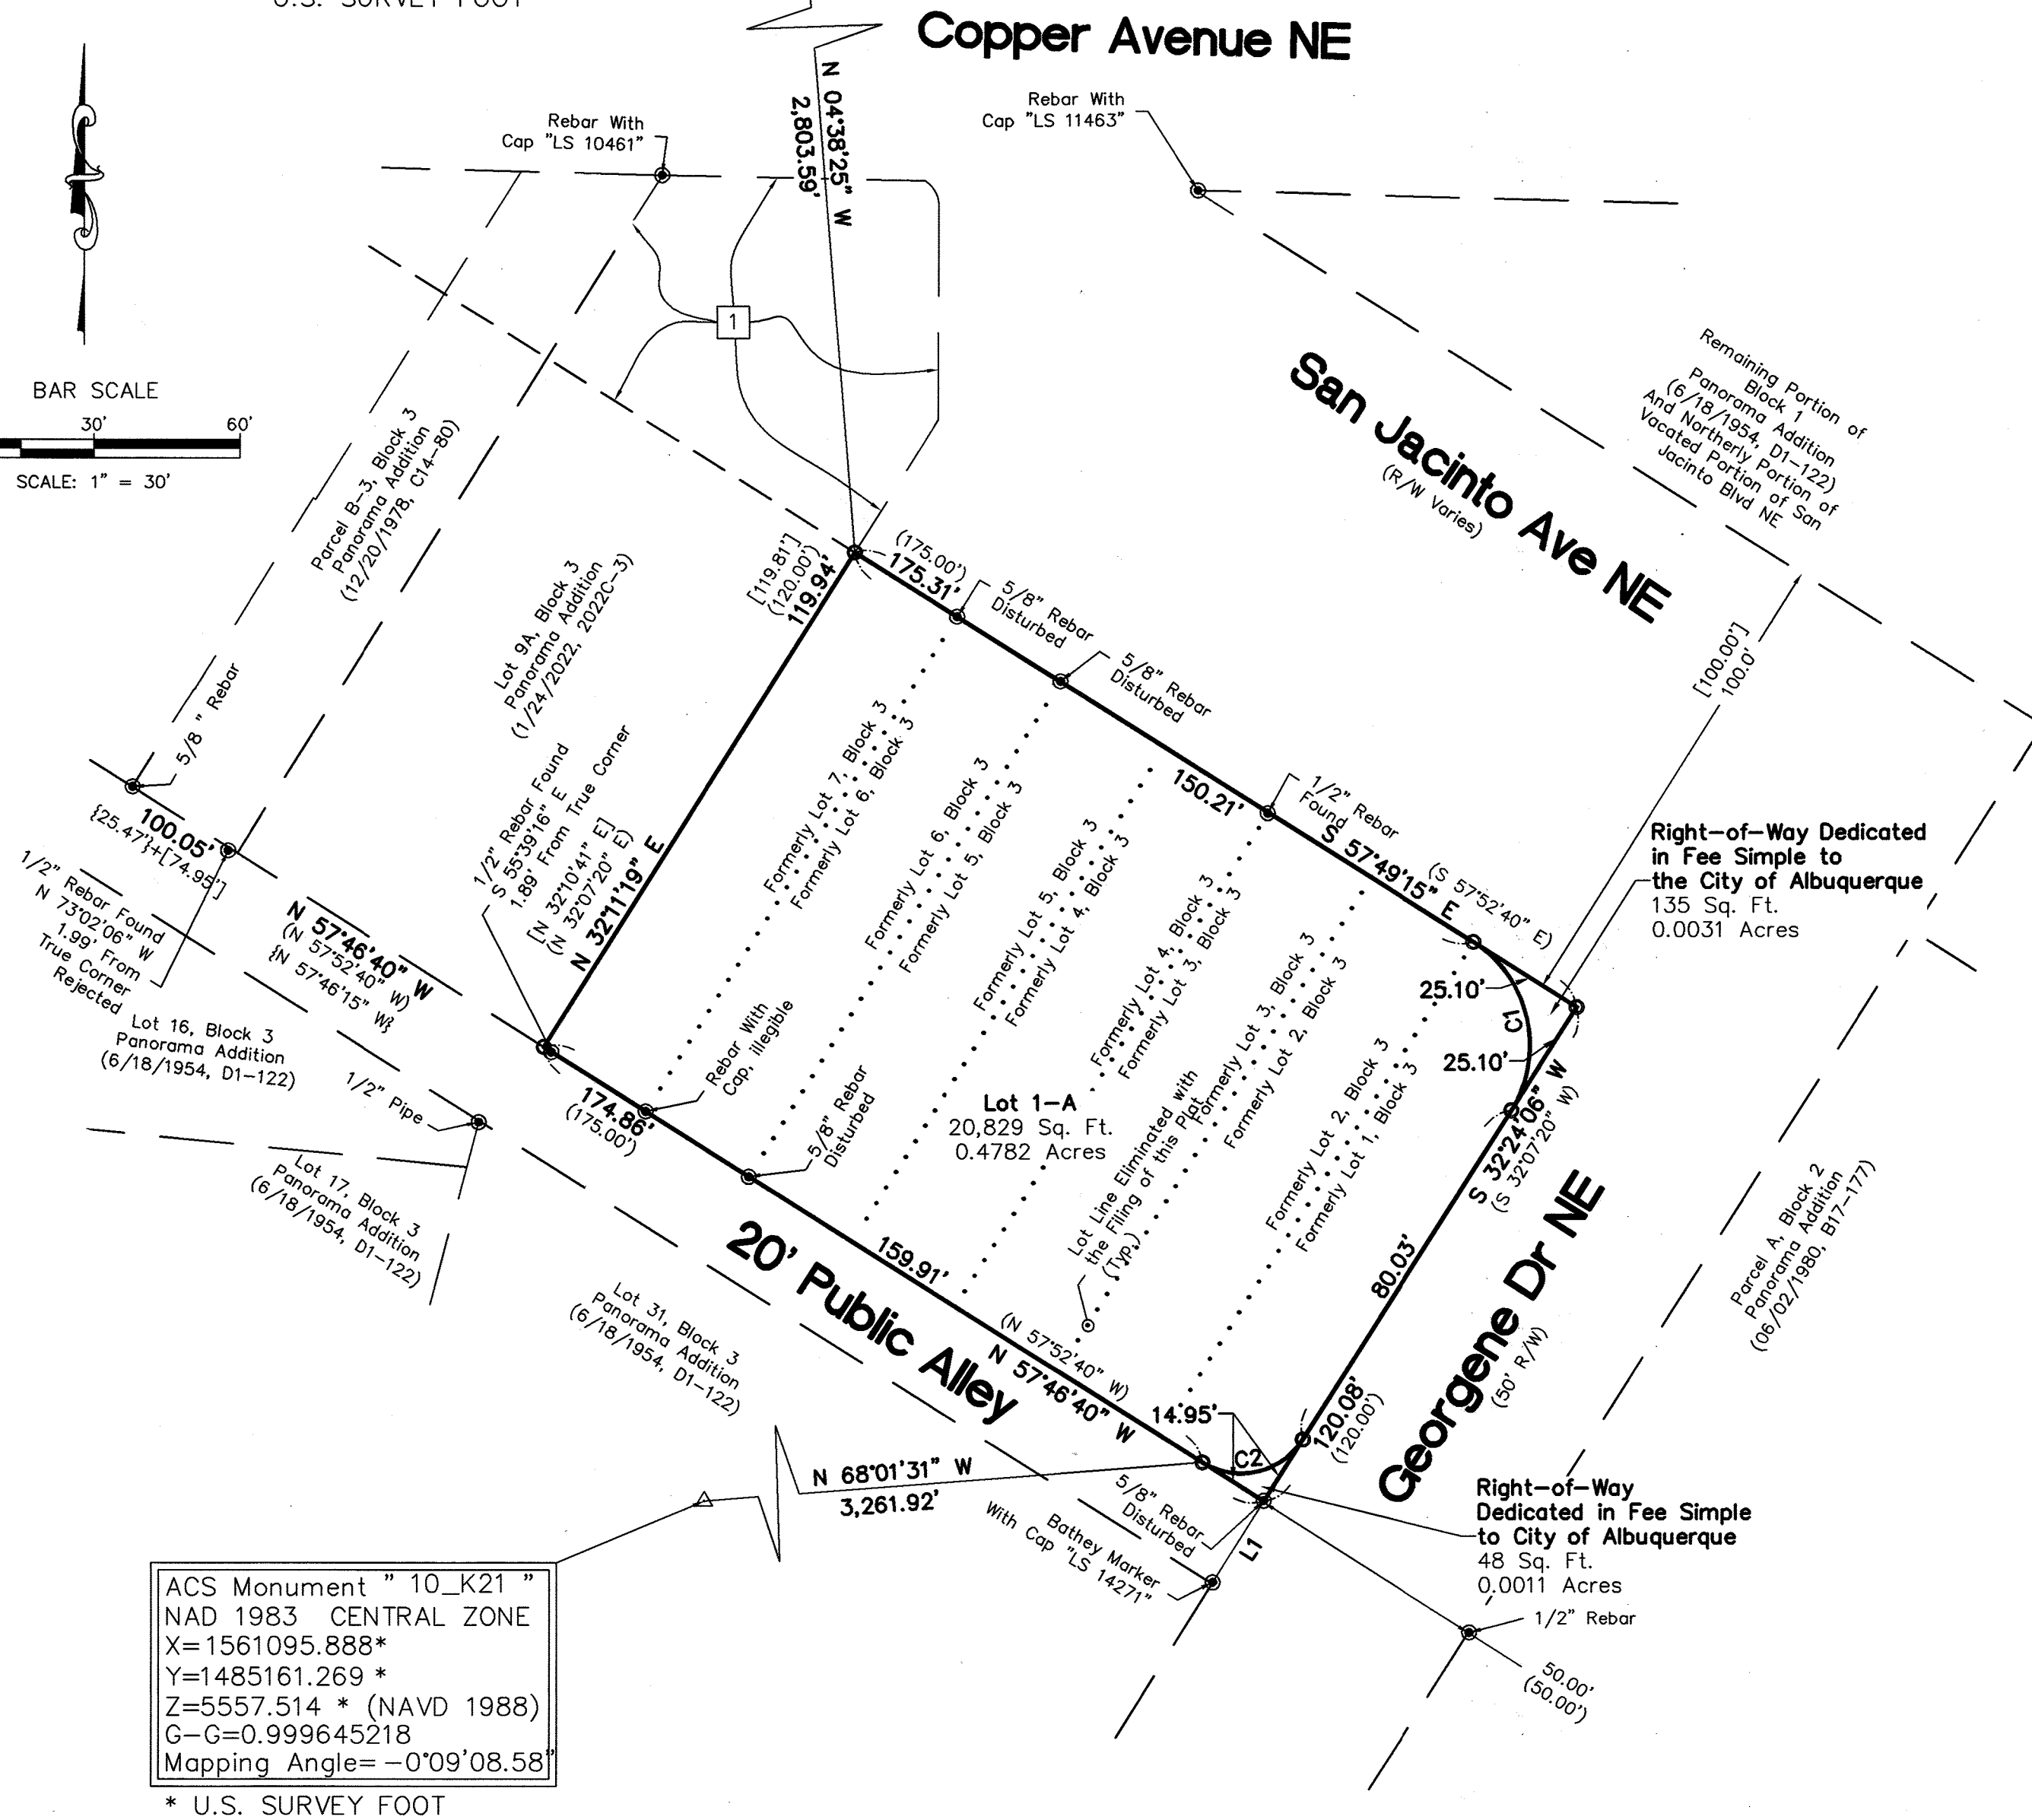 U.S. SURVEY FOOT
Copper Avenue NE
N 04°38'25" W
2,803.59'
Rebar With
Cap "LS 10461"
Rebar With
Cap "LS 11463"
1
BAR SCALE
30'
60'
SCALE: 1" = 30'
San Jacinto Ave NE
(R/W Varies)
Remaining Portion of
Block 1
Panorama Addition
(6/18/1954, D1-122)
And Northerly Portion of
Vacated Portion of San
Jacinto Blvd NE
Parcel B-3, Block 3
Panorama Addition
(12/20/1978, C14-80)
Lot 9A, Block 3
Panorama Addition
(1/24/2022, 2022C-3)
[119.81']
(120.00')
119.94'
(175.00')
175.31'
5/8" Rebar
Disturbed
5/8" Rebar
Disturbed
150.21'
1/2" Rebar
Found
S 57°49'15" E
(S 57°52'40" E)
[100.00']
100.0'
Right-of-Way Dedicated
in Fee Simple to
the City of Albuquerque
135 Sq. Ft.
0.0031 Acres
5/8 " Rebar
100.05'
{25.47'}+[74.95']
1/2" Rebar Found
N 73°02'06" W
1.99' From
True Corner
Rejected
N 57°46'40" W
(N 57°52'40" W)
{N 57°46'15" W}
1/2" Rebar Found
S 55°39'16" E
1.89' From True Corner
[N 32°10'41" E]
(N 32°07'20" E)
N 32°11'19" E
Formerly Lot 7, Block 3
Formerly Lot 6, Block 3
Formerly Lot 6, Block 3
Formerly Lot 5, Block 3
Formerly Lot 5, Block 3
Formerly Lot 4, Block 3
Formerly Lot 4, Block 3
Formerly Lot 3, Block 3
Formerly Lot 3, Block 3
Formerly Lot 2, Block 3
Formerly Lot 2, Block 3
Formerly Lot 1, Block 3
25.10'
C1
25.10'
S 32°24'06" W
(S 32°07'20" W)
Lot 16, Block 3
Panorama Addition
(6/18/1954, D1-122)
1/2" Pipe
174.86'
(175.00')
Rebar With
Cap, illegible
5/8" Rebar
Disturbed
Lot 1-A
20,829 Sq. Ft.
0.4782 Acres
Lot Line Eliminated with
the Filing of this Plat
(Typ.)
Lot 17, Block 3
Panorama Addition
(6/18/1954, D1-122)
80.03'
Georgene Dr NE
(50' R/W)
Parcel A, Block 2
Panorama Addition
(06/02/1980, B17-177)
20' Public Alley
159.91'
(N 57°52'40" W)
N 57°46'40" W
Lot 31, Block 3
Panorama Addition
(6/18/1954, D1-122)
14.95'
C2
120.08'
(120.00')
N 68°01'31" W
3,261.92'
5/8" Rebar
Disturbed
Bathey Marker
With Cap "LS 14271"
L1
Right-of-Way
Dedicated in Fee Simple
to City of Albuquerque
48 Sq. Ft.
0.0011 Acres
1/2" Rebar
50.00'
(50.00')
ACS Monument " 10_K21 "
NAD 1983 CENTRAL ZONE
X=1561095.888*
Y=1485161.269 *
Z=5557.514 * (NAVD 1988)
G-G=0.999645218
Mapping Angle= -0°09'08.58"
* U.S. SURVEY FOOT